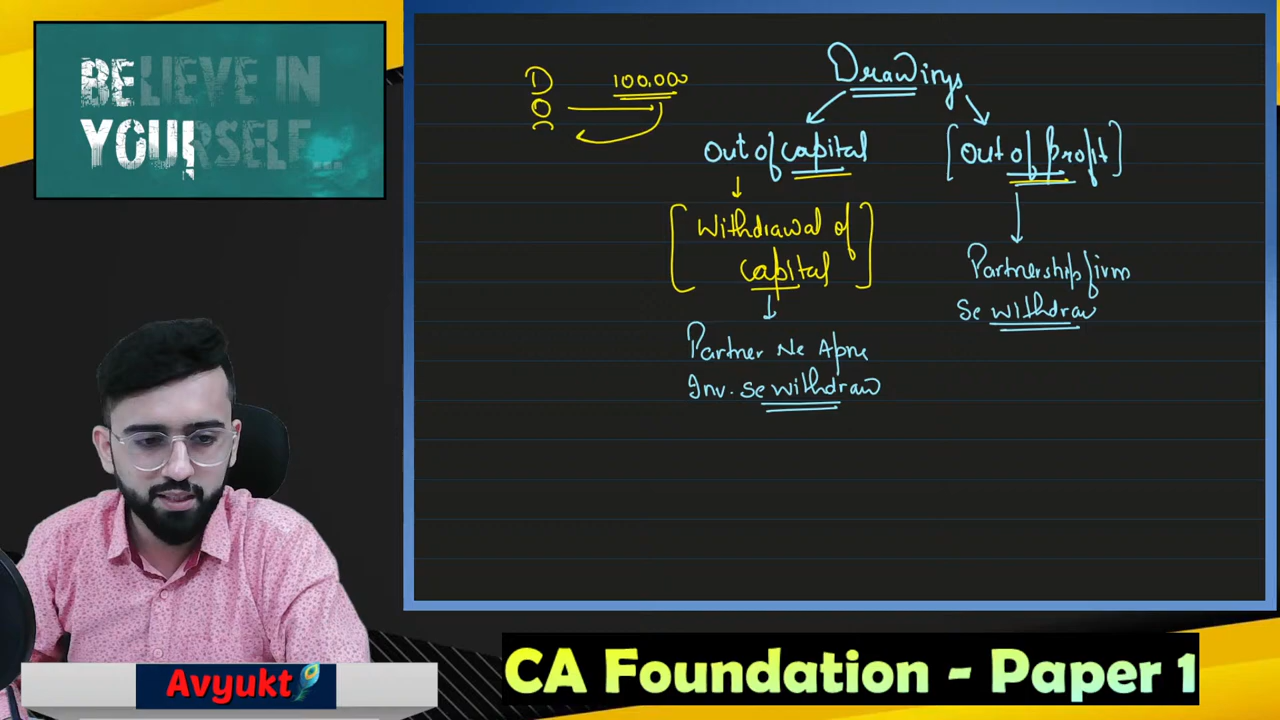 BELIEVE IN
YOURSELF...
D 100,000
Drawings
Out of capital
[Out of profit]
[Withdrawal of
capital]
Partnership firm
Se withdraw
Partner Ne Apne
Inv. Se withdraw
Avyukt
CA Foundation - Paper 1